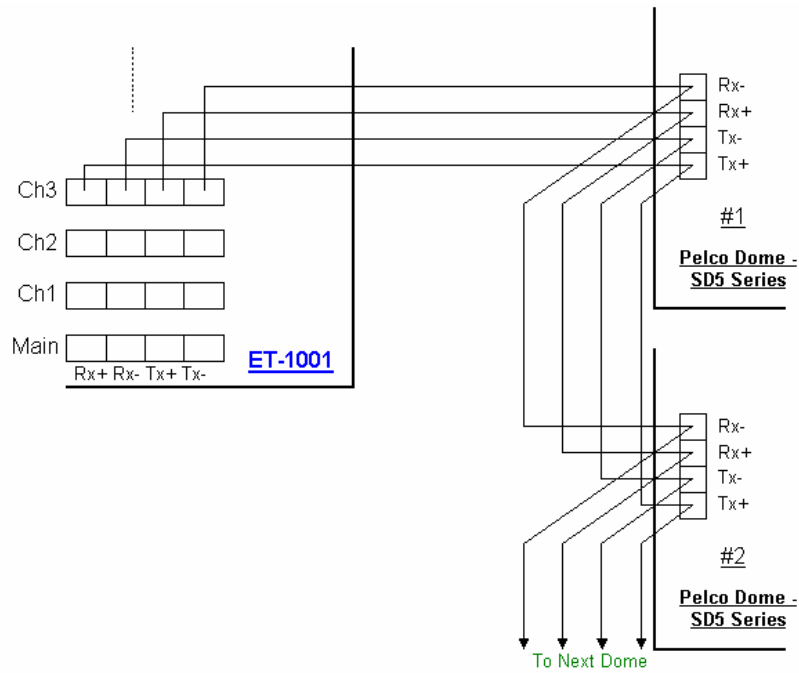 Rx-
Rx+
Tx-
Tx+
#1
Pelco Dome -
SD5 Series
Ch3
Ch2
Ch1
Main
Rx+ Rx- Tx+ Tx-
ET-1001
Rx-
Rx+
Tx-
Tx+
#2
Pelco Dome -
SD5 Series
To Next Dome